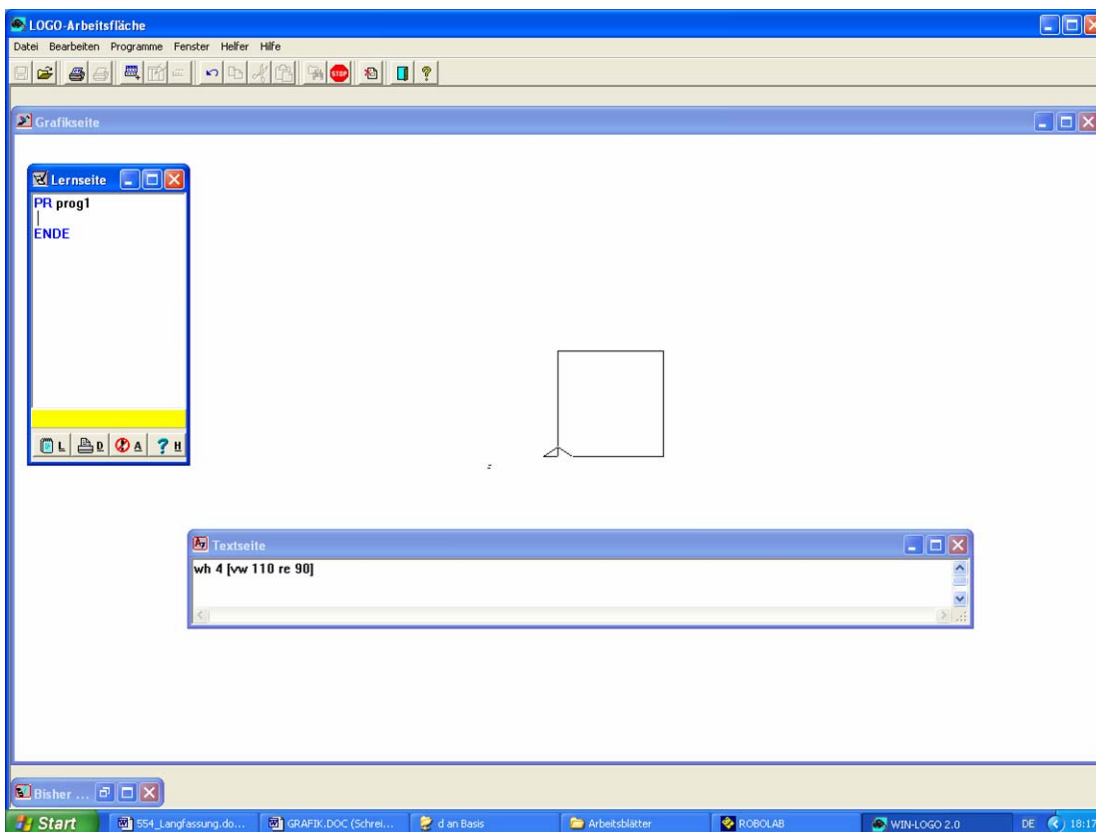 LOGO-Arbeitsfläche
Datei Bearbeiten Programme Fenster Helfer Hilfe
STOP
Grafikseite
Lernseite
PR prog1
ENDE
L D A H
Textseite
wh 4 [vw 110 re 90]
Bisher ...
Start 554_Langfassung.do... GRAFIK.DOC (Schrei... d an Basis Arbeitsblätter ROBOLAB WIN-LOGO 2.0 DE 18:17